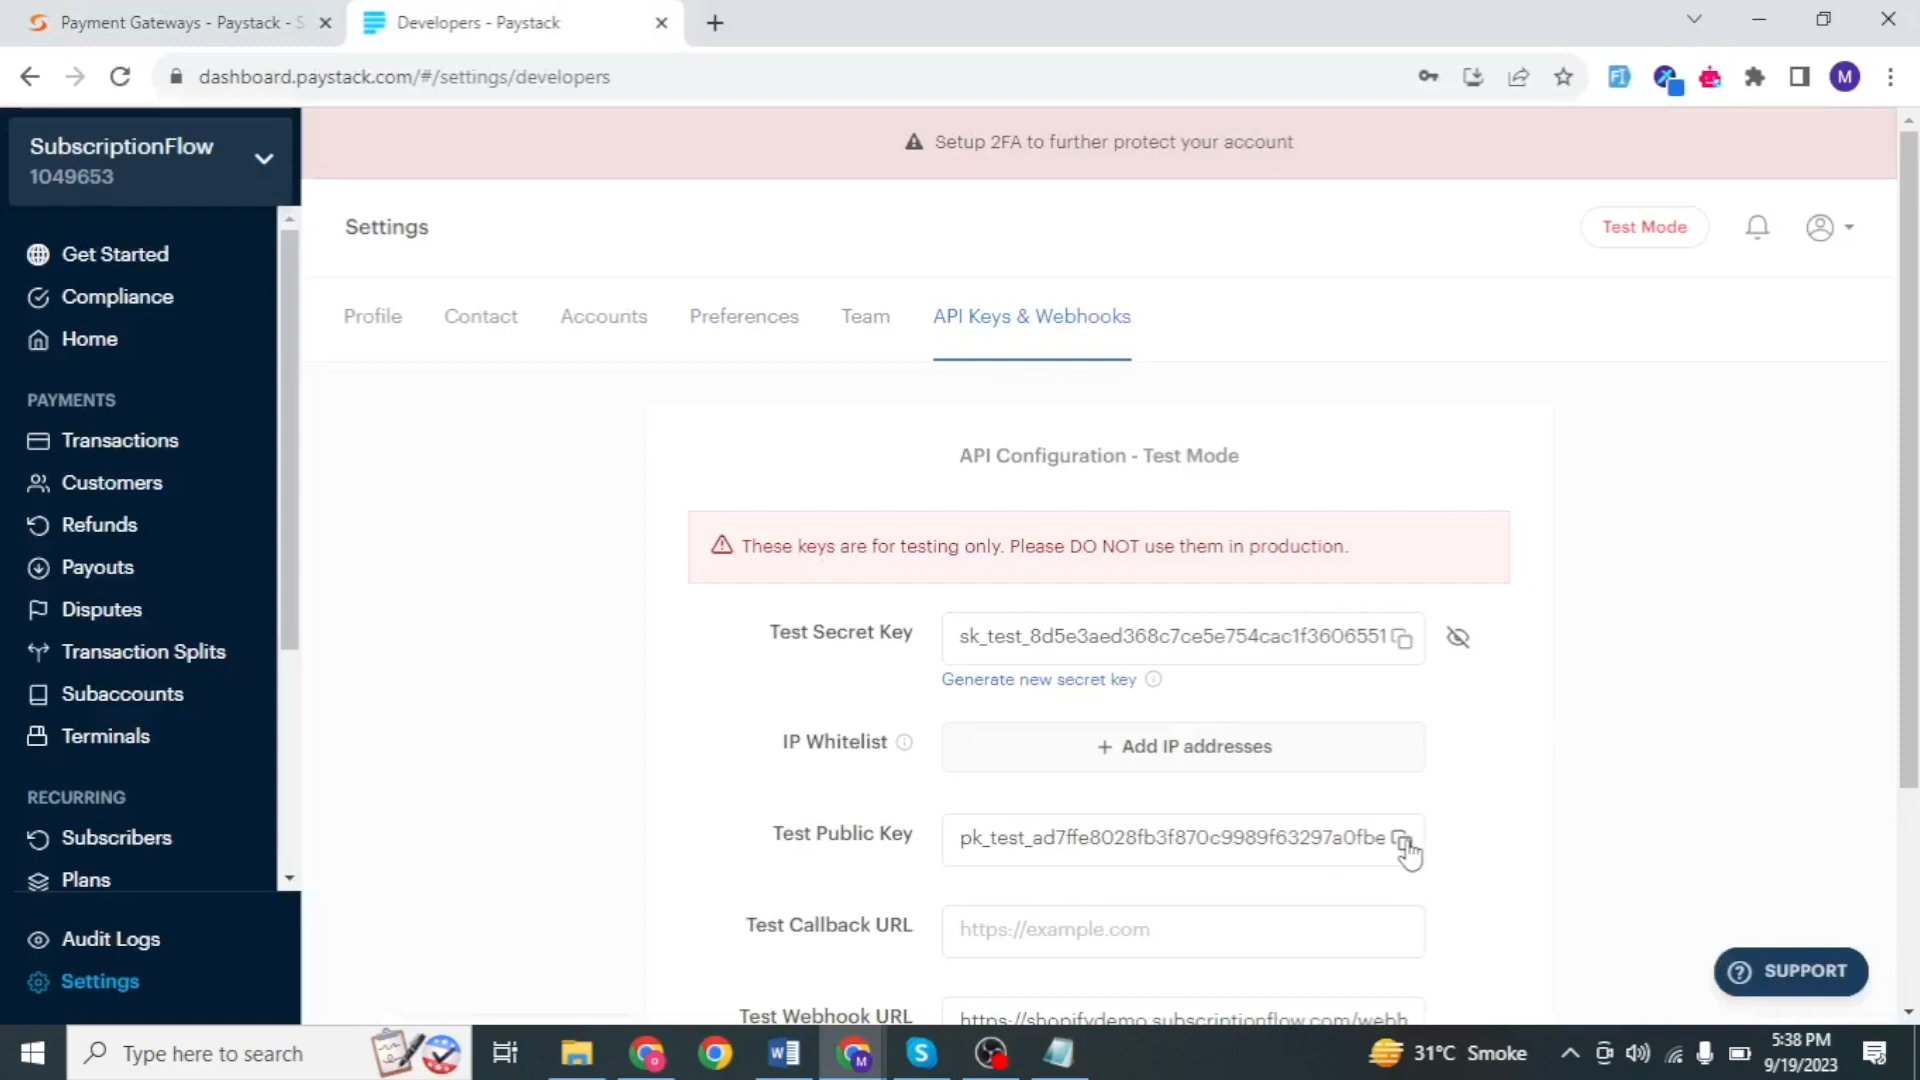 Payment Gateways - Paystack - S
Developers - Paystack
dashboard.paystack.com/#/settings/developers
M
SubscriptionFlow
1049653
Setup 2FA to further protect your account
Settings
Test Mode
Get Started
Compliance
Home
Profile
Contact
Accounts
Preferences
Team
API Keys & Webhooks
PAYMENTS
Transactions
Customers
Refunds
Payouts
Disputes
Transaction Splits
Subaccounts
Terminals
RECURRING
Subscribers
Plans
Audit Logs
Settings
API Configuration - Test Mode
These keys are for testing only. Please DO NOT use them in production.
Test Secret Key
sk_test_8d5e3aed368c7ce5e754cac1f3606551
Generate new secret key
IP Whitelist
+ Add IP addresses
Test Public Key
pk_test_ad7ffe8028fb3f870c9989f63297a0fbe
Test Callback URL
https://example.com
Test Webhook URL
https://shopifydemo.subscriptionflow.com/webh
SUPPORT
Type here to search
31°C Smoke
5:38 PM
9/19/2023